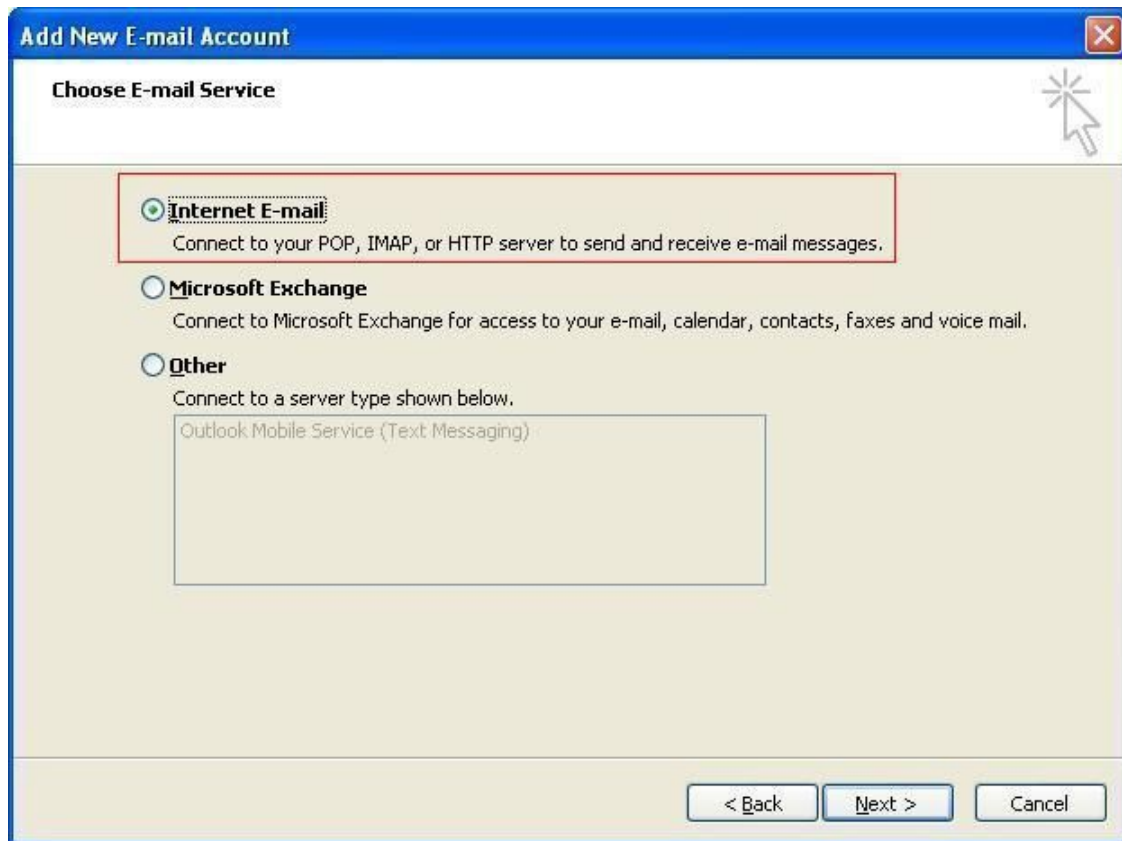 Add New E-mail Account
Choose E-mail Service
Internet E-mail
Connect to your POP, IMAP, or HTTP server to send and receive e-mail messages.
Microsoft Exchange
Connect to Microsoft Exchange for access to your e-mail, calendar, contacts, faxes and voice mail.
Other
Connect to a server type shown below.
Outlook Mobile Service (Text Messaging)
< Back Next > Cancel